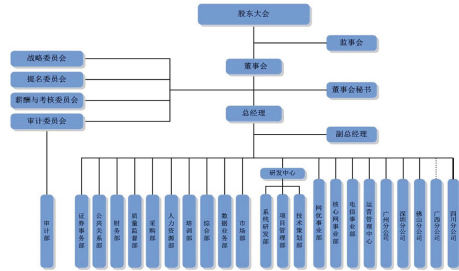 股东大会
监事会
战略委员会
董事会
提名委员会
董事会秘书
薪酬与考核委员会
总经理
审计委员会
副总经理
研发中心
审计部
证券事务部
公共关系部
财务部
质量监督部
采购部
人力资源部
培训部
综合部
数据业务部
市场部
系统研发部
项目管理部
技术策划部
网优事业部
核心网事业部
电信事业部
运营管理中心
广州分公司
深圳分公司
佛山分公司
广西分公司
四川分公司